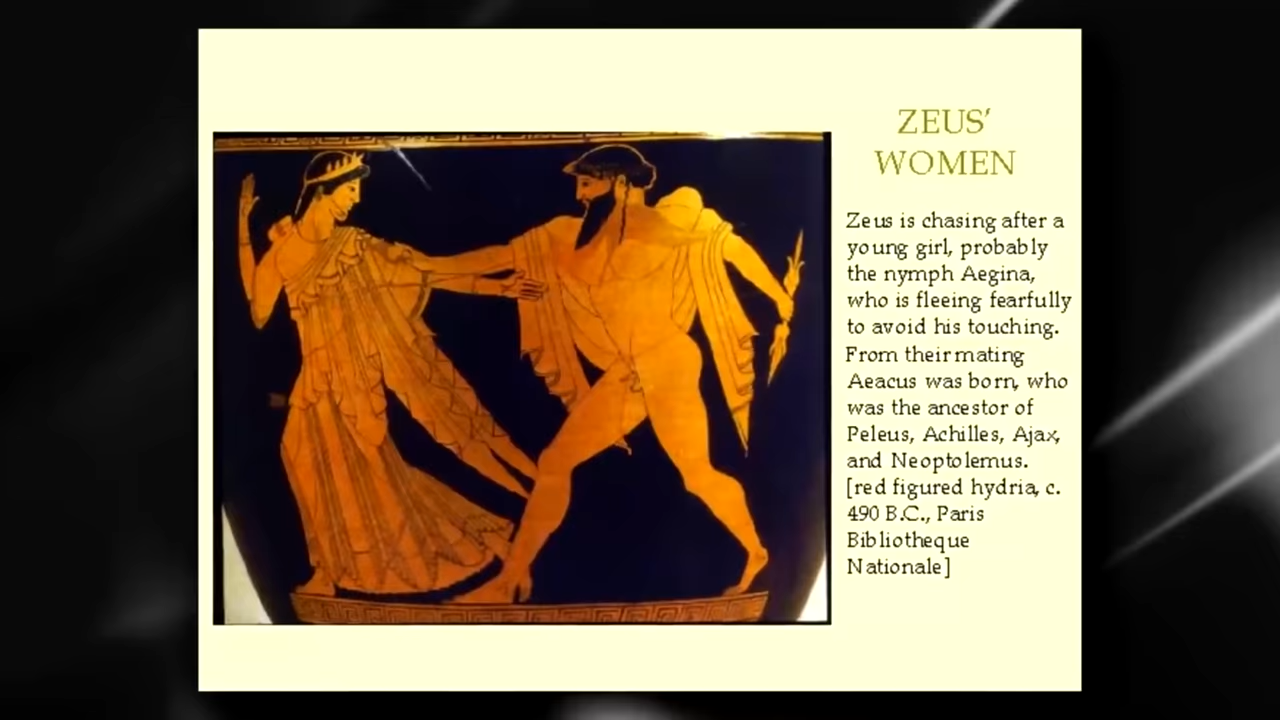 ZEUS'
WOMEN
Zeus is chasing after a
young girl, probably
the nymph Aegina,
who is fleeing fearfully
to avoid his touching.
From their mating
Aeacus was born, who
was the ancestor of
Peleus, Achilles, Ajax,
and Neoptolemus.
[red figured hydria, c.
490 B.C., Paris
Bibliotheque
Nationale]